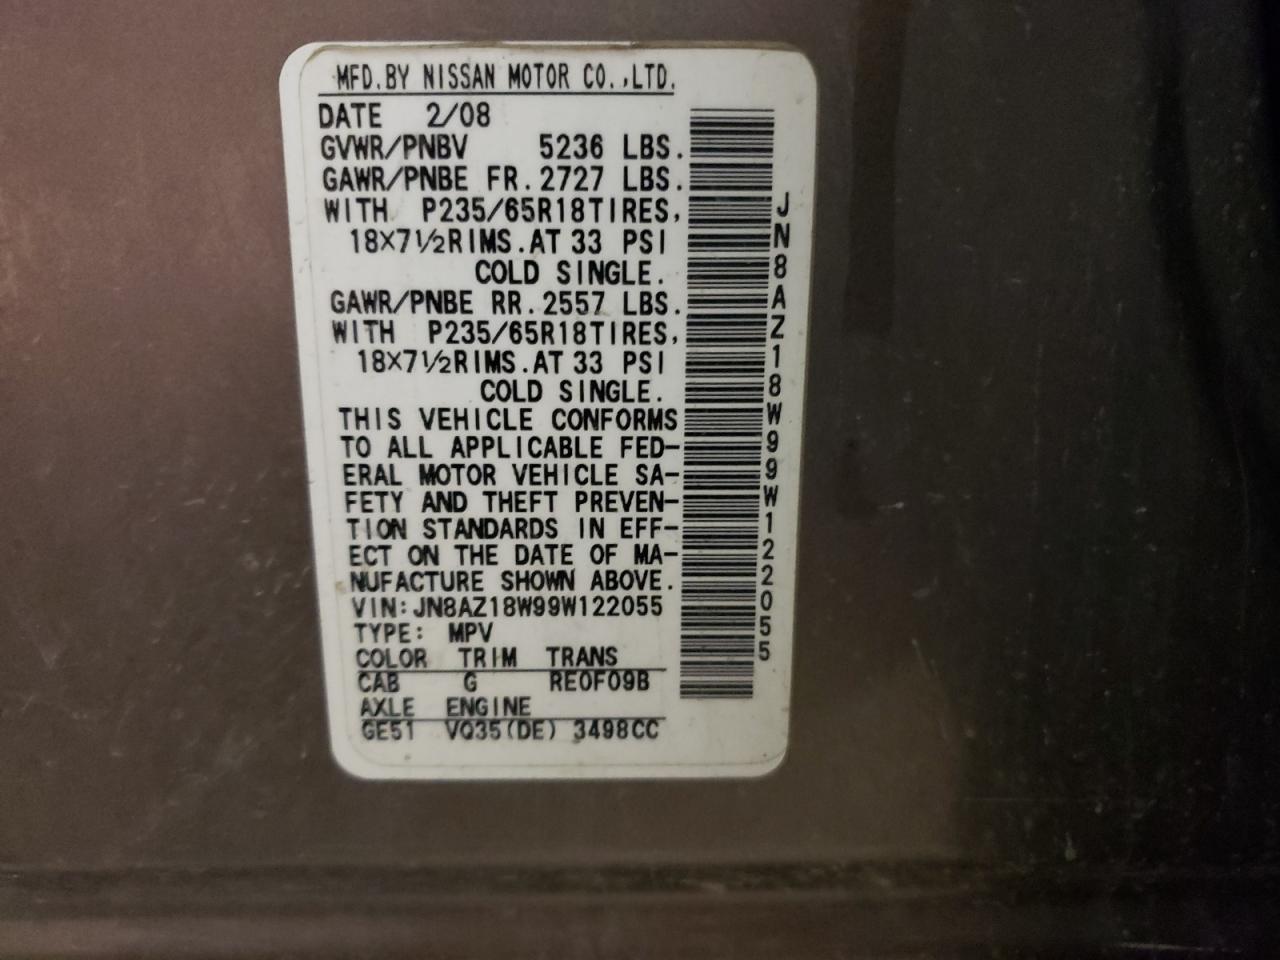 MFD.BY NISSAN MOTOR CO.,LTD.
DATE 2/08
GVWR/PNBV 5236 LBS.
GAWR/PNBE FR.2727 LBS.
WITH P235/65R18TIRES,
18×7½RIMS.AT 33 PSI
COLD SINGLE.
GAWR/PNBE RR.2557 LBS.
WITH P235/65R18TIRES,
18×7½RIMS.AT 33 PSI
COLD SINGLE.
THIS VEHICLE CONFORMS
TO ALL APPLICABLE FED-
ERAL MOTOR VEHICLE SA-
FETY AND THEFT PREVEN-
TION STANDARDS IN EFF-
ECT ON THE DATE OF MA-
NUFACTURE SHOWN ABOVE.
VIN:JN8AZ18W99W122055
TYPE: MPV
COLOR TRIM TRANS
CAB G RE0F09B
AXLE ENGINE
GE51 VQ35(DE) 3498CC
JN8AZ18W99W122055